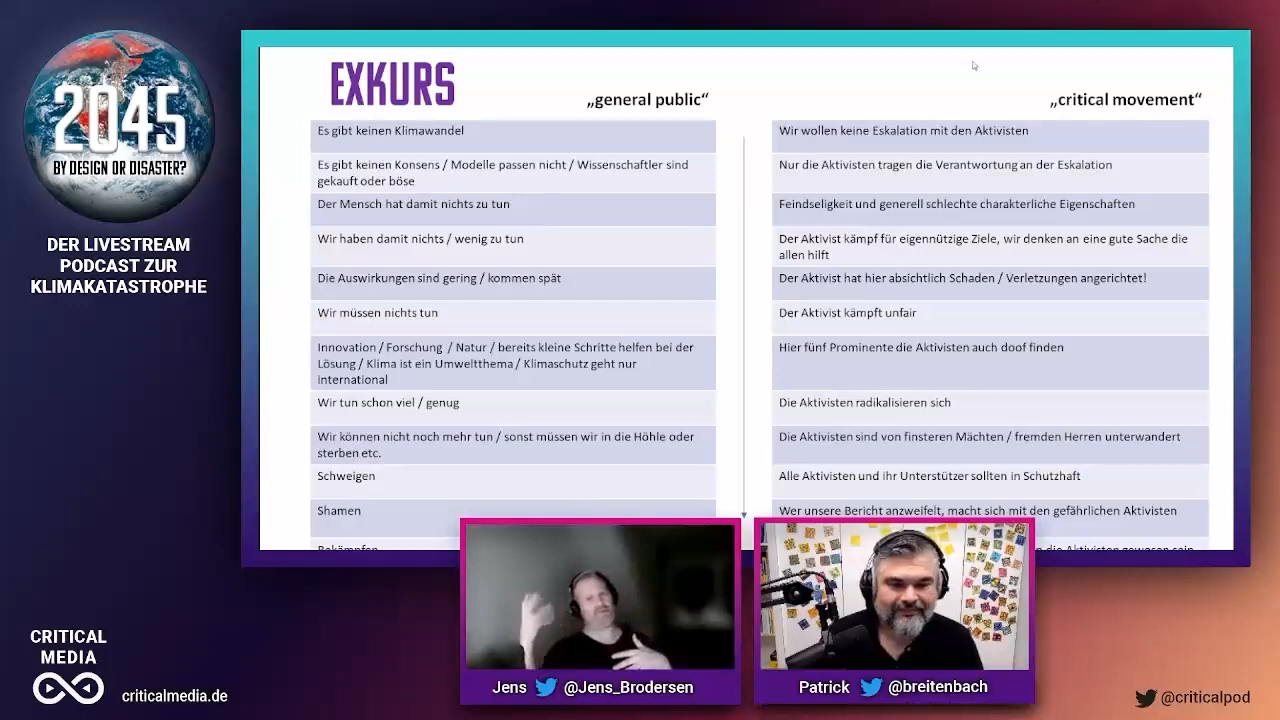 2045
BY DESIGN OR DISASTER?
DER LIVESTREAM
PODCAST ZUR
KLIMAKATASTROPHE
EXKURS
„general public“
„critical movement“
Es gibt keinen Klimawandel
Wir wollen keine Eskalation mit den Aktivisten
Es gibt keinen Konsens / Modelle passen nicht / Wissenschaftler sind
gekauft oder böse
Nur die Aktivisten tragen die Verantwortung an der Eskalation
Der Mensch hat damit nichts zu tun
Feindseligkeit und generell schlechte charakterliche Eigenschaften
Wir haben damit nichts / wenig zu tun
Der Aktivist kämpf für eigennützige Ziele, wir denken an eine gute Sache die
allen hilft
Die Auswirkungen sind gering / kommen spät
Der Aktivist hat hier absichtlich Schaden / Verletzungen angerichtet!
Wir müssen nichts tun
Der Aktivist kämpft unfair
Innovation / Forschung / Natur / bereits kleine Schritte helfen bei der
Lösung / Klima ist ein Umweltthema / Klimaschutz geht nur
international
Hier fünf Prominente die Aktivisten auch doof finden
Wir tun schon viel / genug
Die Aktivisten radikalisieren sich
Wir können nicht noch mehr tun / sonst müssen wir in die Höhle oder
sterben etc.
Die Aktivisten sind von finsteren Mächten / fremden Herren unterwandert
Schweigen
Alle Aktivisten und ihr Unterstützer sollten in Schutzhaft
Shamen
Wer unsere Bericht anzweifelt, macht sich mit den gefährlichen Aktivisten
Bekämpfen
die Aktivisten gewesen sein
Jens @Jens_Brodersen
Patrick @breitenbach
CRITICAL
MEDIA
criticalmedia.de
@criticalpod